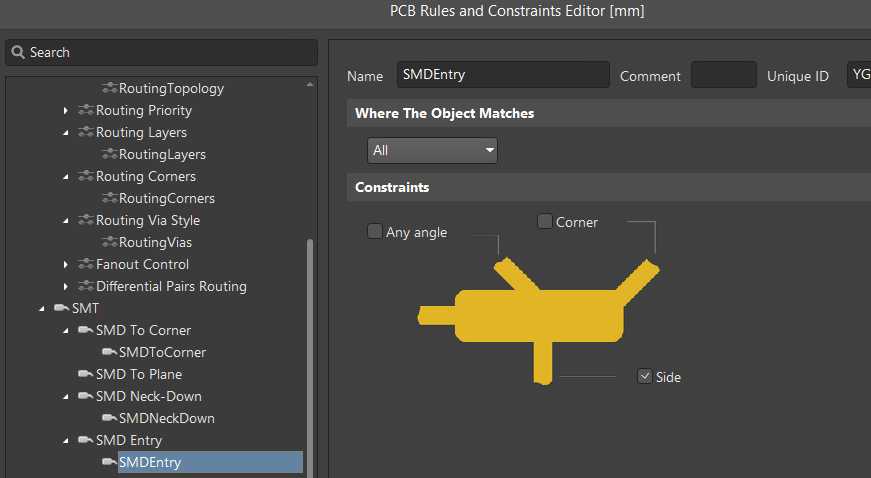 PCB Rules and Constraints Editor [mm]
Search
RoutingTopology
Routing Priority
Routing Layers
RoutingLayers
Routing Corners
RoutingCorners
Routing Via Style
RoutingVias
Fanout Control
Differential Pairs Routing
SMT
SMD To Corner
SMDToCorner
SMD To Plane
SMD Neck-Down
SMDNeckDown
SMD Entry
SMDEntry
Name SMDEntry Comment Unique ID YG
Where The Object Matches
All
Constraints
Any angle Corner
Side